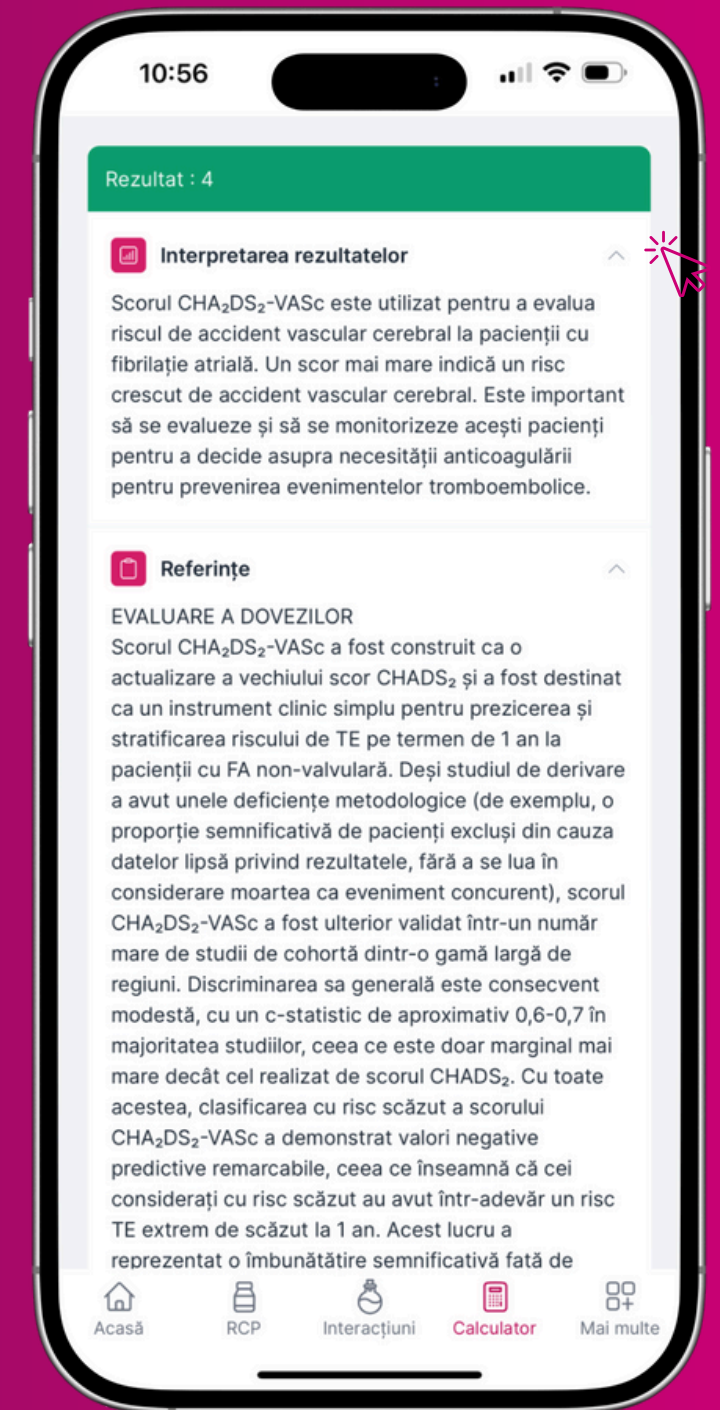 10:56
Rezultat : 4
Interpretarea rezultatelor
Scorul CHA₂DS₂-VASc este utilizat pentru a evalua
riscul de accident vascular cerebral la pacienții cu
fibrilație atrială. Un scor mai mare indică un risc
crescut de accident vascular cerebral. Este important
să se evalueze și să se monitorizeze acești pacienți
pentru a decide asupra necesității anticoagulării
pentru prevenirea evenimentelor tromboembolice.
Referințe
EVALUARE A DOVEZILOR
Scorul CHA₂DS₂-VASc a fost construit ca o
actualizare a vechiului scor CHADS₂ și a fost destinat
ca un instrument clinic simplu pentru prezicerea și
stratificarea riscului de TE pe termen de 1 an la
pacienții cu FA non-valvulară. Deși studiul de derivare
a avut unele deficiențe metodologice (de exemplu, o
proporție semnificativă de pacienți excluși din cauza
datelor lipsă privind rezultatele, fără a se lua în
considerare moartea ca eveniment concurent), scorul
CHA₂DS₂-VASc a fost ulterior validat într-un număr
mare de studii de cohortă dintr-o gamă largă de
regiuni. Discriminarea sa generală este consecvent
modestă, cu un c-statistic de aproximativ 0,6-0,7 în
majoritatea studiilor, ceea ce este doar marginal mai
mare decât cel realizat de scorul CHADS₂. Cu toate
acestea, clasificarea cu risc scăzut a scorului
CHA₂DS₂-VASc a demonstrat valori negative
predictive remarcabile, ceea ce înseamnă că cei
considerați cu risc scăzut au avut într-adevăr un risc
TE extrem de scăzut la 1 an. Acest lucru a
reprezentat o îmbunătățire semnificativă față de
Acasă
RCP
Interacțiuni
Calculator
Mai multe